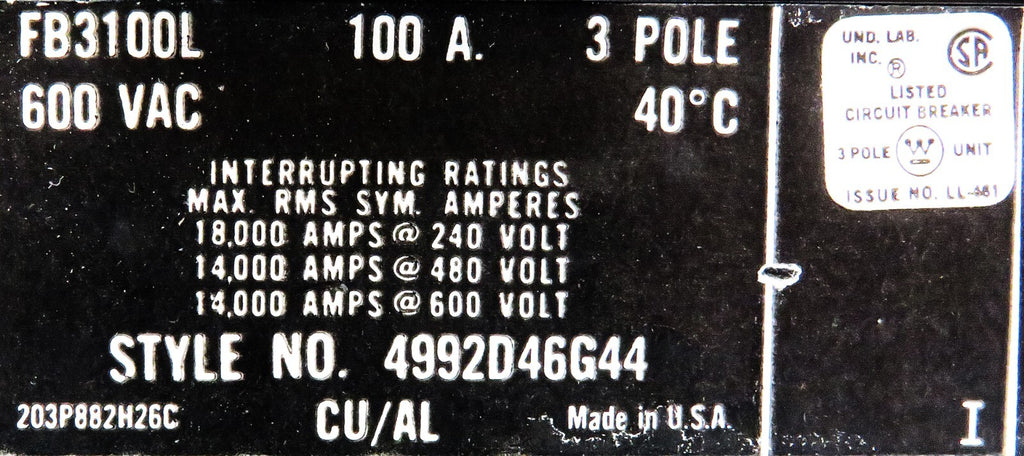 FB3100L 100 A. 3 POLE
600 VAC 40°C
INTERRUPTING RATINGS
MAX. RMS SYM. AMPERES
18,000 AMPS @ 240 VOLT
14,000 AMPS @ 480 VOLT
14,000 AMPS @ 600 VOLT
STYLE NO. 4992D46G44
203P882H26C CU/AL Made in U.S.A.
UND. LAB.
INC. ® SA
LISTED
CIRCUIT BREAKER
3 POLE W UNIT
ISSUE NO.
I